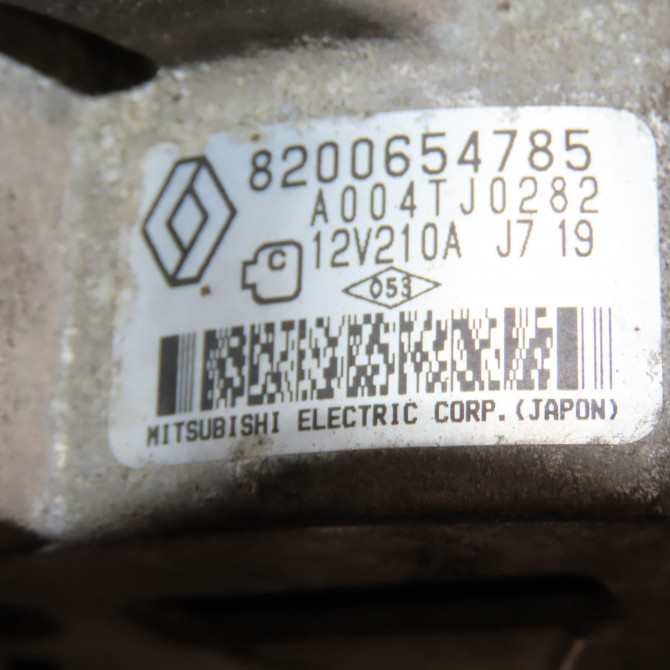 8200654785
A004TJ0282
12V210A J7 19
C
053
MITSUBISHI ELECTRIC CORP.(JAPON)